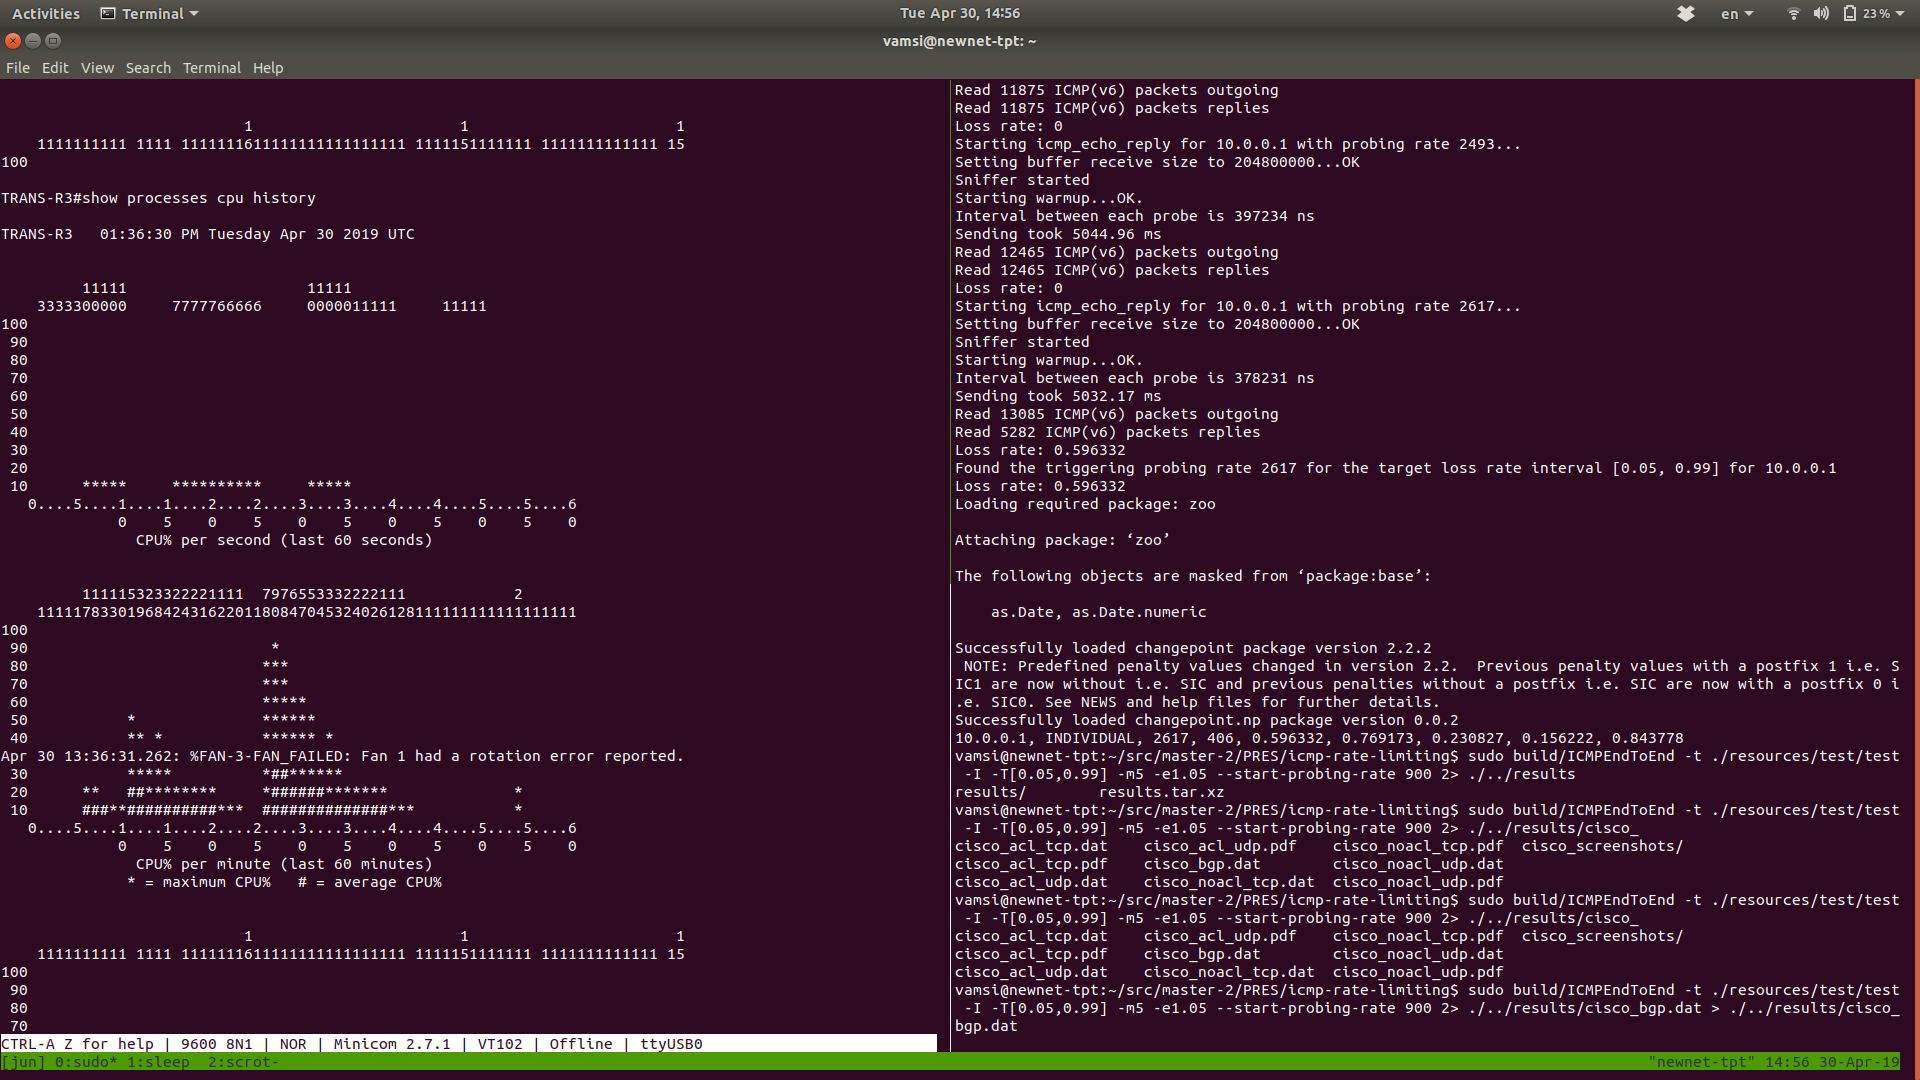 Activities Terminal Tue Apr 30, 14:56 en 23 %
vamsi@newnet-tpt: ~
File Edit View Search Terminal Help
                           1                       1                       1
    1111111111 1111 1111111611111111111111111 1111151111111 1111111111111 15
100
TRANS-R3#show processes cpu history
TRANS-R3   01:36:30 PM Tuesday Apr 30 2019 UTC
         11111                    11111
    3333300000     7777766666     0000011111     11111
100
 90
 80
 70
 60
 50
 40
 30
 20
 10      *****     **********     *****
   0....5....1....1....2....2....3....3....4....4....5....5....6
             0    5    0    5    0    5    0    5    0    5    0
               CPU% per second (last 60 seconds)
         111115323322221111  7976553332222111            2
    111117833019684243162201180847045324026128111111111111111111
100
 90                           *
 80                          ***
 70                          ***
 60                          *****
 50           *              ******
 40           ** *           ****** *
Apr 30 13:36:31.262: %FAN-3-FAN_FAILED: Fan 1 had a rotation error reported.
 30           *****          *##******
 20      **   ##********     *######*******
 10      ###**##########***  ##############***           *
   0....5....1....1....2....2....3....3....4....4....5....5....6
             0    5    0    5    0    5    0    5    0    5    0
               CPU% per minute (last 60 minutes)
              * = maximum CPU%   # = average CPU%
                           1                       1                       1
    1111111111 1111 1111111611111111111111111 1111151111111 1111111111111 15
100
 90
 80
 70
CTRL-A Z for help | 9600 8N1 | NOR | Minicom 2.7.1 | VT102 | Offline | ttyUSB0
Read 11875 ICMP(v6) packets outgoing
Read 11875 ICMP(v6) packets replies
Loss rate: 0
Starting icmp_echo_reply for 10.0.0.1 with probing rate 2493...
Setting buffer receive size to 204800000...OK
Sniffer started
Starting warmup...OK.
Interval between each probe is 397234 ns
Sending took 5044.96 ms
Read 12465 ICMP(v6) packets outgoing
Read 12465 ICMP(v6) packets replies
Loss rate: 0
Starting icmp_echo_reply for 10.0.0.1 with probing rate 2617...
Setting buffer receive size to 204800000...OK
Sniffer started
Starting warmup...OK.
Interval between each probe is 378231 ns
Sending took 5032.17 ms
Read 13085 ICMP(v6) packets outgoing
Read 5282 ICMP(v6) packets replies
Loss rate: 0.596332
Found the triggering probing rate 2617 for the target loss rate interval [0.05, 0.99] for 10.0.0.1
Loss rate: 0.596332
Loading required package: zoo
Attaching package: ‘zoo’
The following objects are masked from ‘package:base’:
    as.Date, as.Date.numeric
Successfully loaded changepoint package version 2.2.2
 NOTE: Predefined penalty values changed in version 2.2.  Previous penalty values with a postfix 1 i.e. S
IC1 are now without i.e. SIC and previous penalties without a postfix i.e. SIC are now with a postfix 0 i
.e. SIC0. See NEWS and help files for further details.
Successfully loaded changepoint.np package version 0.0.2
10.0.0.1, INDIVIDUAL, 2617, 406, 0.596332, 0.769173, 0.230827, 0.156222, 0.843778
vamsi@newnet-tpt:~/src/master-2/PRES/icmp-rate-limiting$ sudo build/ICMPEndToEnd -t ./resources/test/test
 -I -T[0.05,0.99] -m5 -e1.05 --start-probing-rate 900 2> ./../results
results/        results.tar.xz
vamsi@newnet-tpt:~/src/master-2/PRES/icmp-rate-limiting$ sudo build/ICMPEndToEnd -t ./resources/test/test
 -I -T[0.05,0.99] -m5 -e1.05 --start-probing-rate 900 2> ./../results/cisco_
cisco_acl_tcp.dat    cisco_acl_udp.pdf    cisco_noacl_tcp.pdf  cisco_screenshots/
cisco_acl_tcp.pdf    cisco_bgp.dat        cisco_noacl_udp.dat
cisco_acl_udp.dat    cisco_noacl_tcp.dat  cisco_noacl_udp.pdf
vamsi@newnet-tpt:~/src/master-2/PRES/icmp-rate-limiting$ sudo build/ICMPEndToEnd -t ./resources/test/test
 -I -T[0.05,0.99] -m5 -e1.05 --start-probing-rate 900 2> ./../results/cisco_
cisco_acl_tcp.dat    cisco_acl_udp.pdf    cisco_noacl_tcp.pdf  cisco_screenshots/
cisco_acl_tcp.pdf    cisco_bgp.dat        cisco_noacl_udp.dat
cisco_acl_udp.dat    cisco_noacl_tcp.dat  cisco_noacl_udp.pdf
vamsi@newnet-tpt:~/src/master-2/PRES/icmp-rate-limiting$ sudo build/ICMPEndToEnd -t ./resources/test/test
 -I -T[0.05,0.99] -m5 -e1.05 --start-probing-rate 900 2> ./../results/cisco_bgp.dat > ./../results/cisco_
bgp.dat
[jun] 0:sudo* 1:sleep  2:scrot- "newnet-tpt" 14:56 30-Apr-19